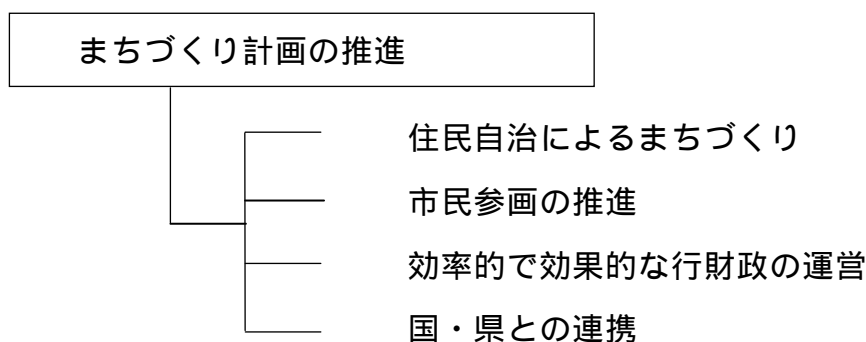 まちづくり計画の推進
住民自治によるまちづくり
市民参画の推進
効率的で効果的な行財政の運営
国・県との連携